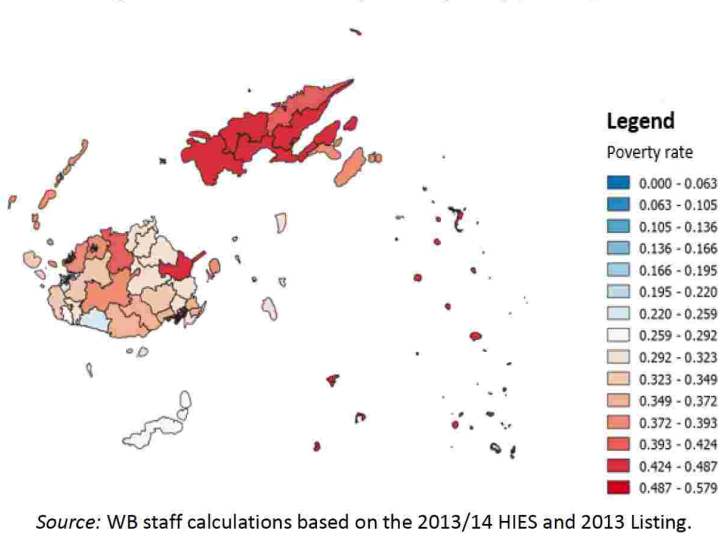 Legend
Poverty rate
0.000 - 0.063
0.063 - 0.105
0.105 - 0.136
0.136 - 0.166
0.166 - 0.195
0.195 - 0.220
0.220 - 0.259
0.259 - 0.292
0.292 - 0.323
0.323 - 0.349
0.349 - 0.372
0.372 - 0.393
0.393 - 0.424
0.424 - 0.487
0.487 - 0.579
Source: WB staff calculations based on the 2013/14 HIES and 2013 Listing.